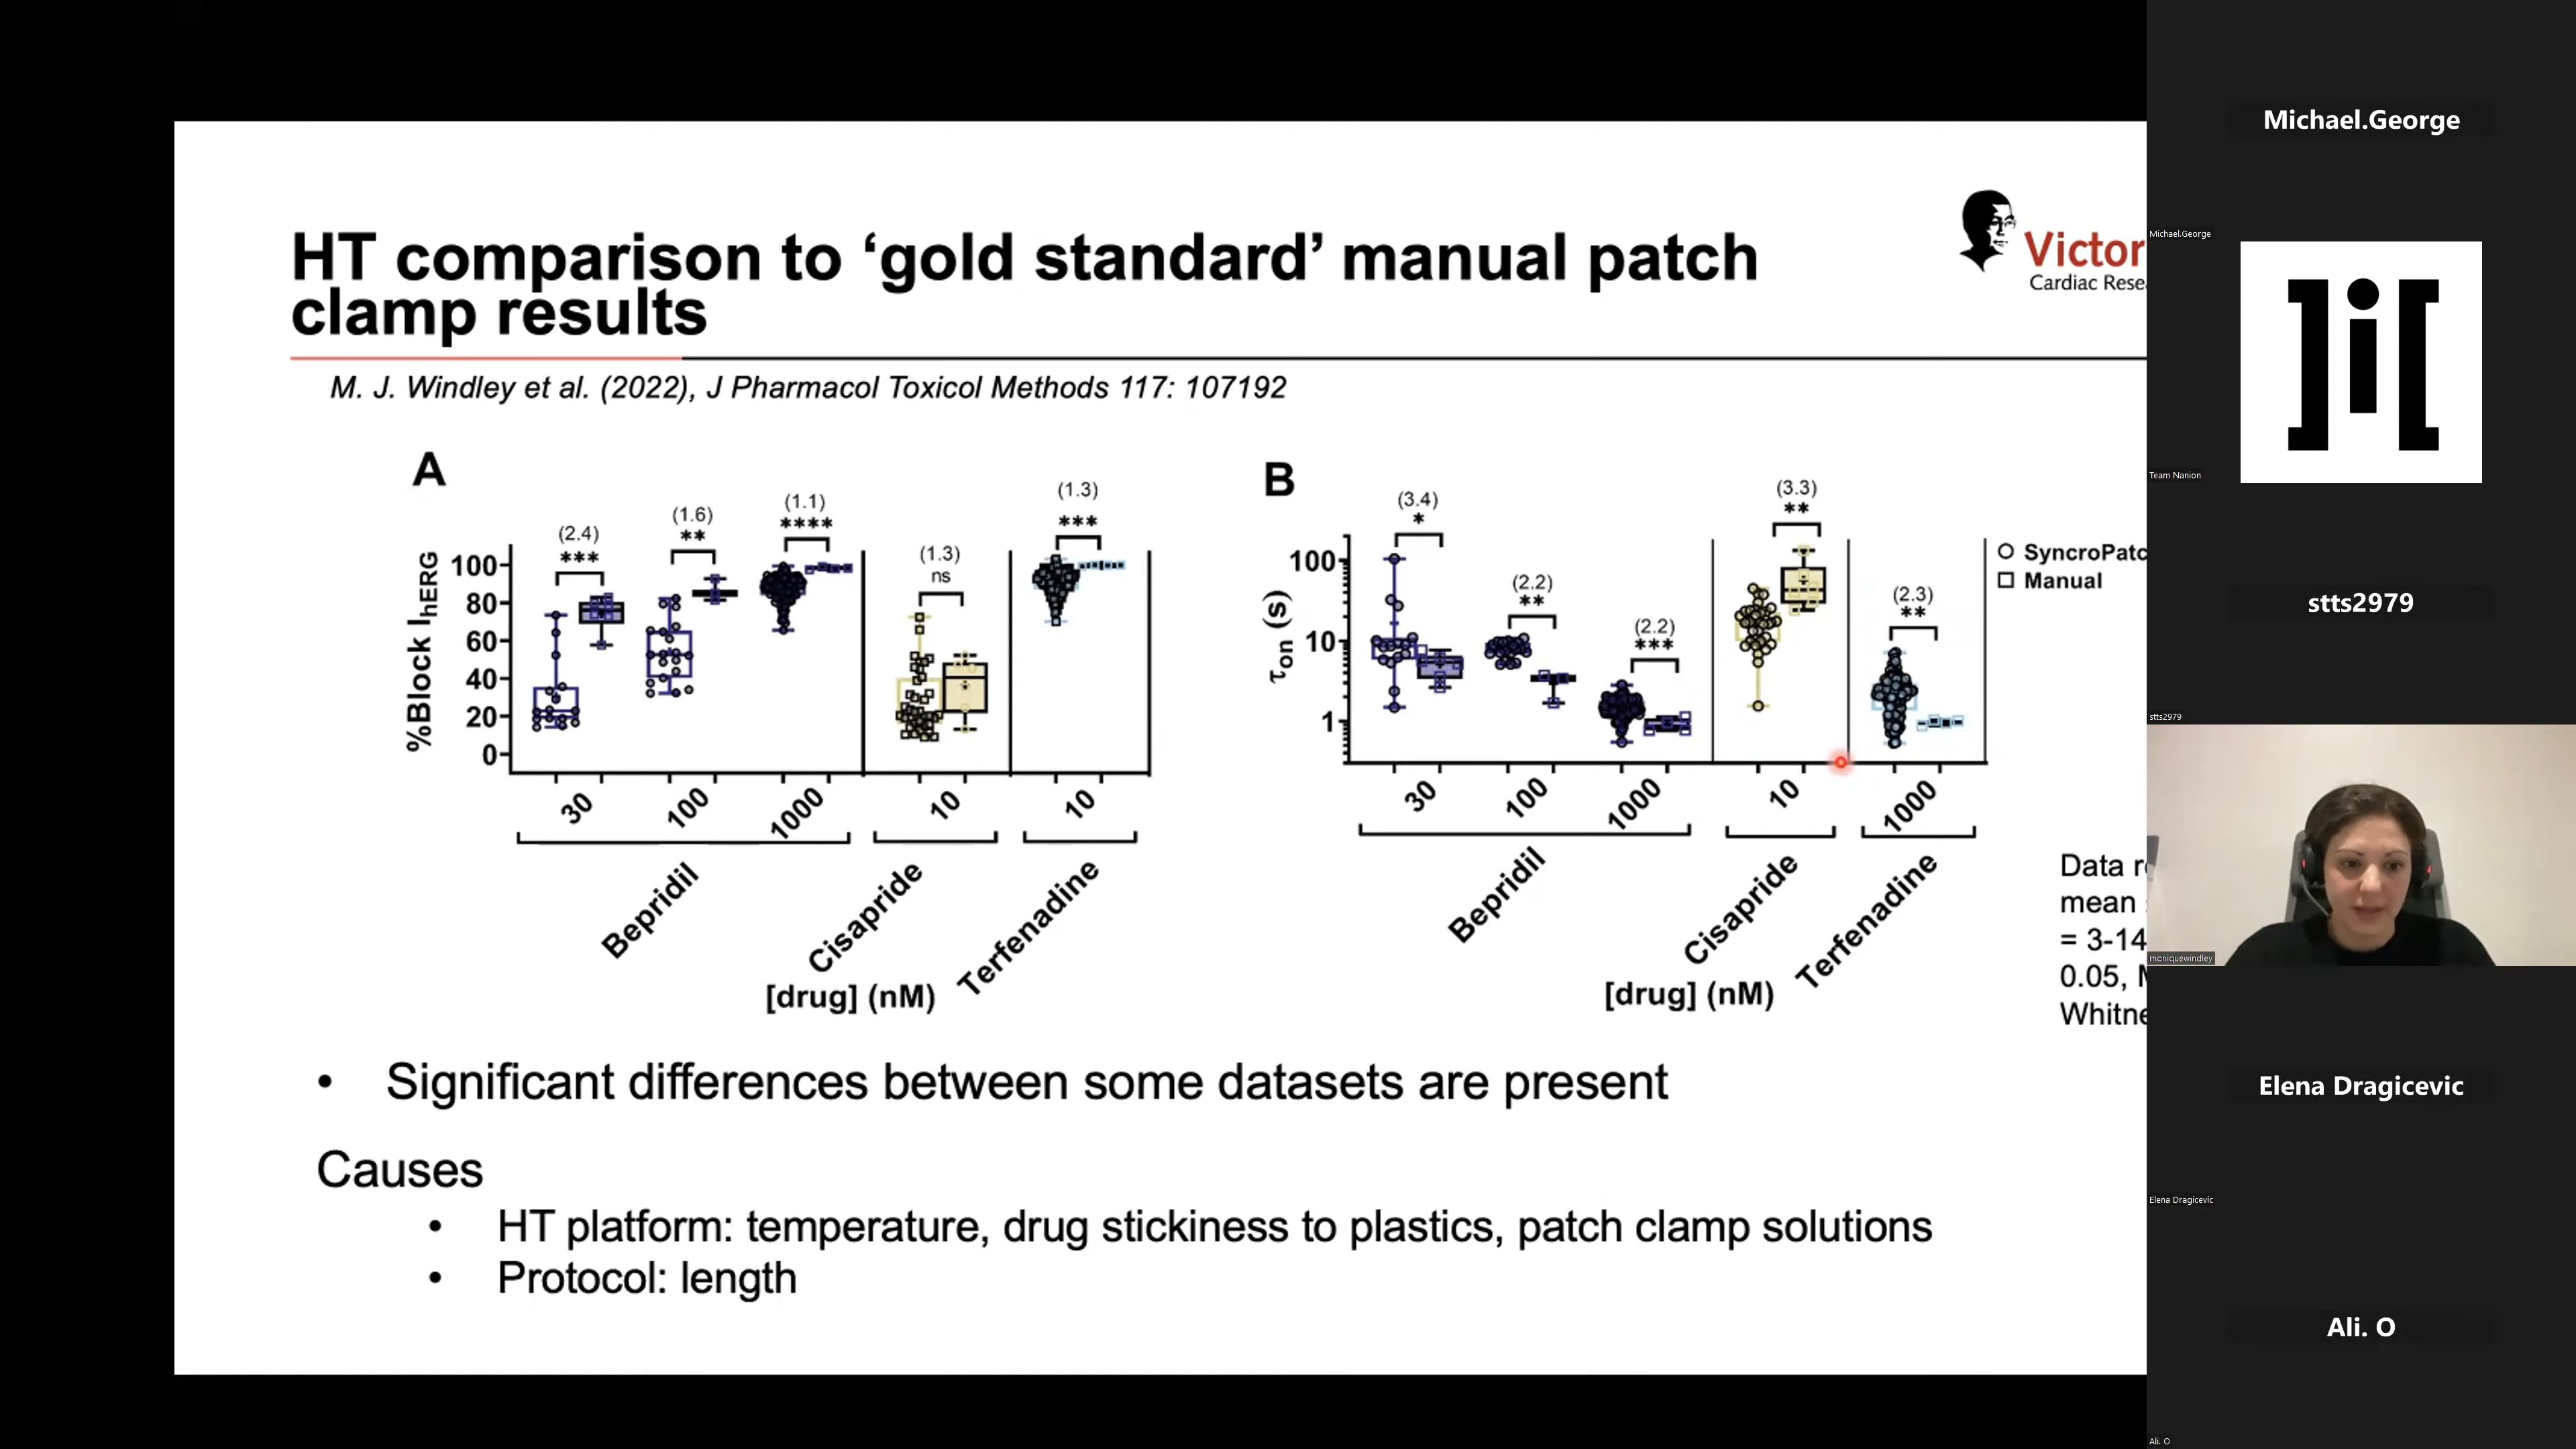 HT comparison to ‘gold standard’ manual patch
clamp results
Victor
Cardiac Rese
M. J. Windley et al. (2022), J Pharmacol Toxicol Methods 117: 107192
A
%Block IhERG
100
80
60
40
20
0
(2.4)
***
(1.6)
**
(1.1)
****
(1.3)
ns
(1.3)
***
30
100
1000
10
10
Bepridil
Cisapride
Terfenadine
[drug] (nM)
B
τon (s)
100
10
1
(3.4)
*
(2.2)
**
(2.2)
***
(3.3)
**
(2.3)
**
30
100
1000
10
1000
Bepridil
Cisapride
Terfenadine
[drug] (nM)
SyncroPatc
Manual
Data r
mean
= 3-14
0.05,
Whitne
• Significant differences between some datasets are present
Causes
• HT platform: temperature, drug stickiness to plastics, patch clamp solutions
• Protocol: length
Michael.George
Michael.George
]i[
Team Nanion
stts2979
stts2979
moniquewindley
Elena Dragicevic
Elena Dragicevic
Ali. O
Ali. O